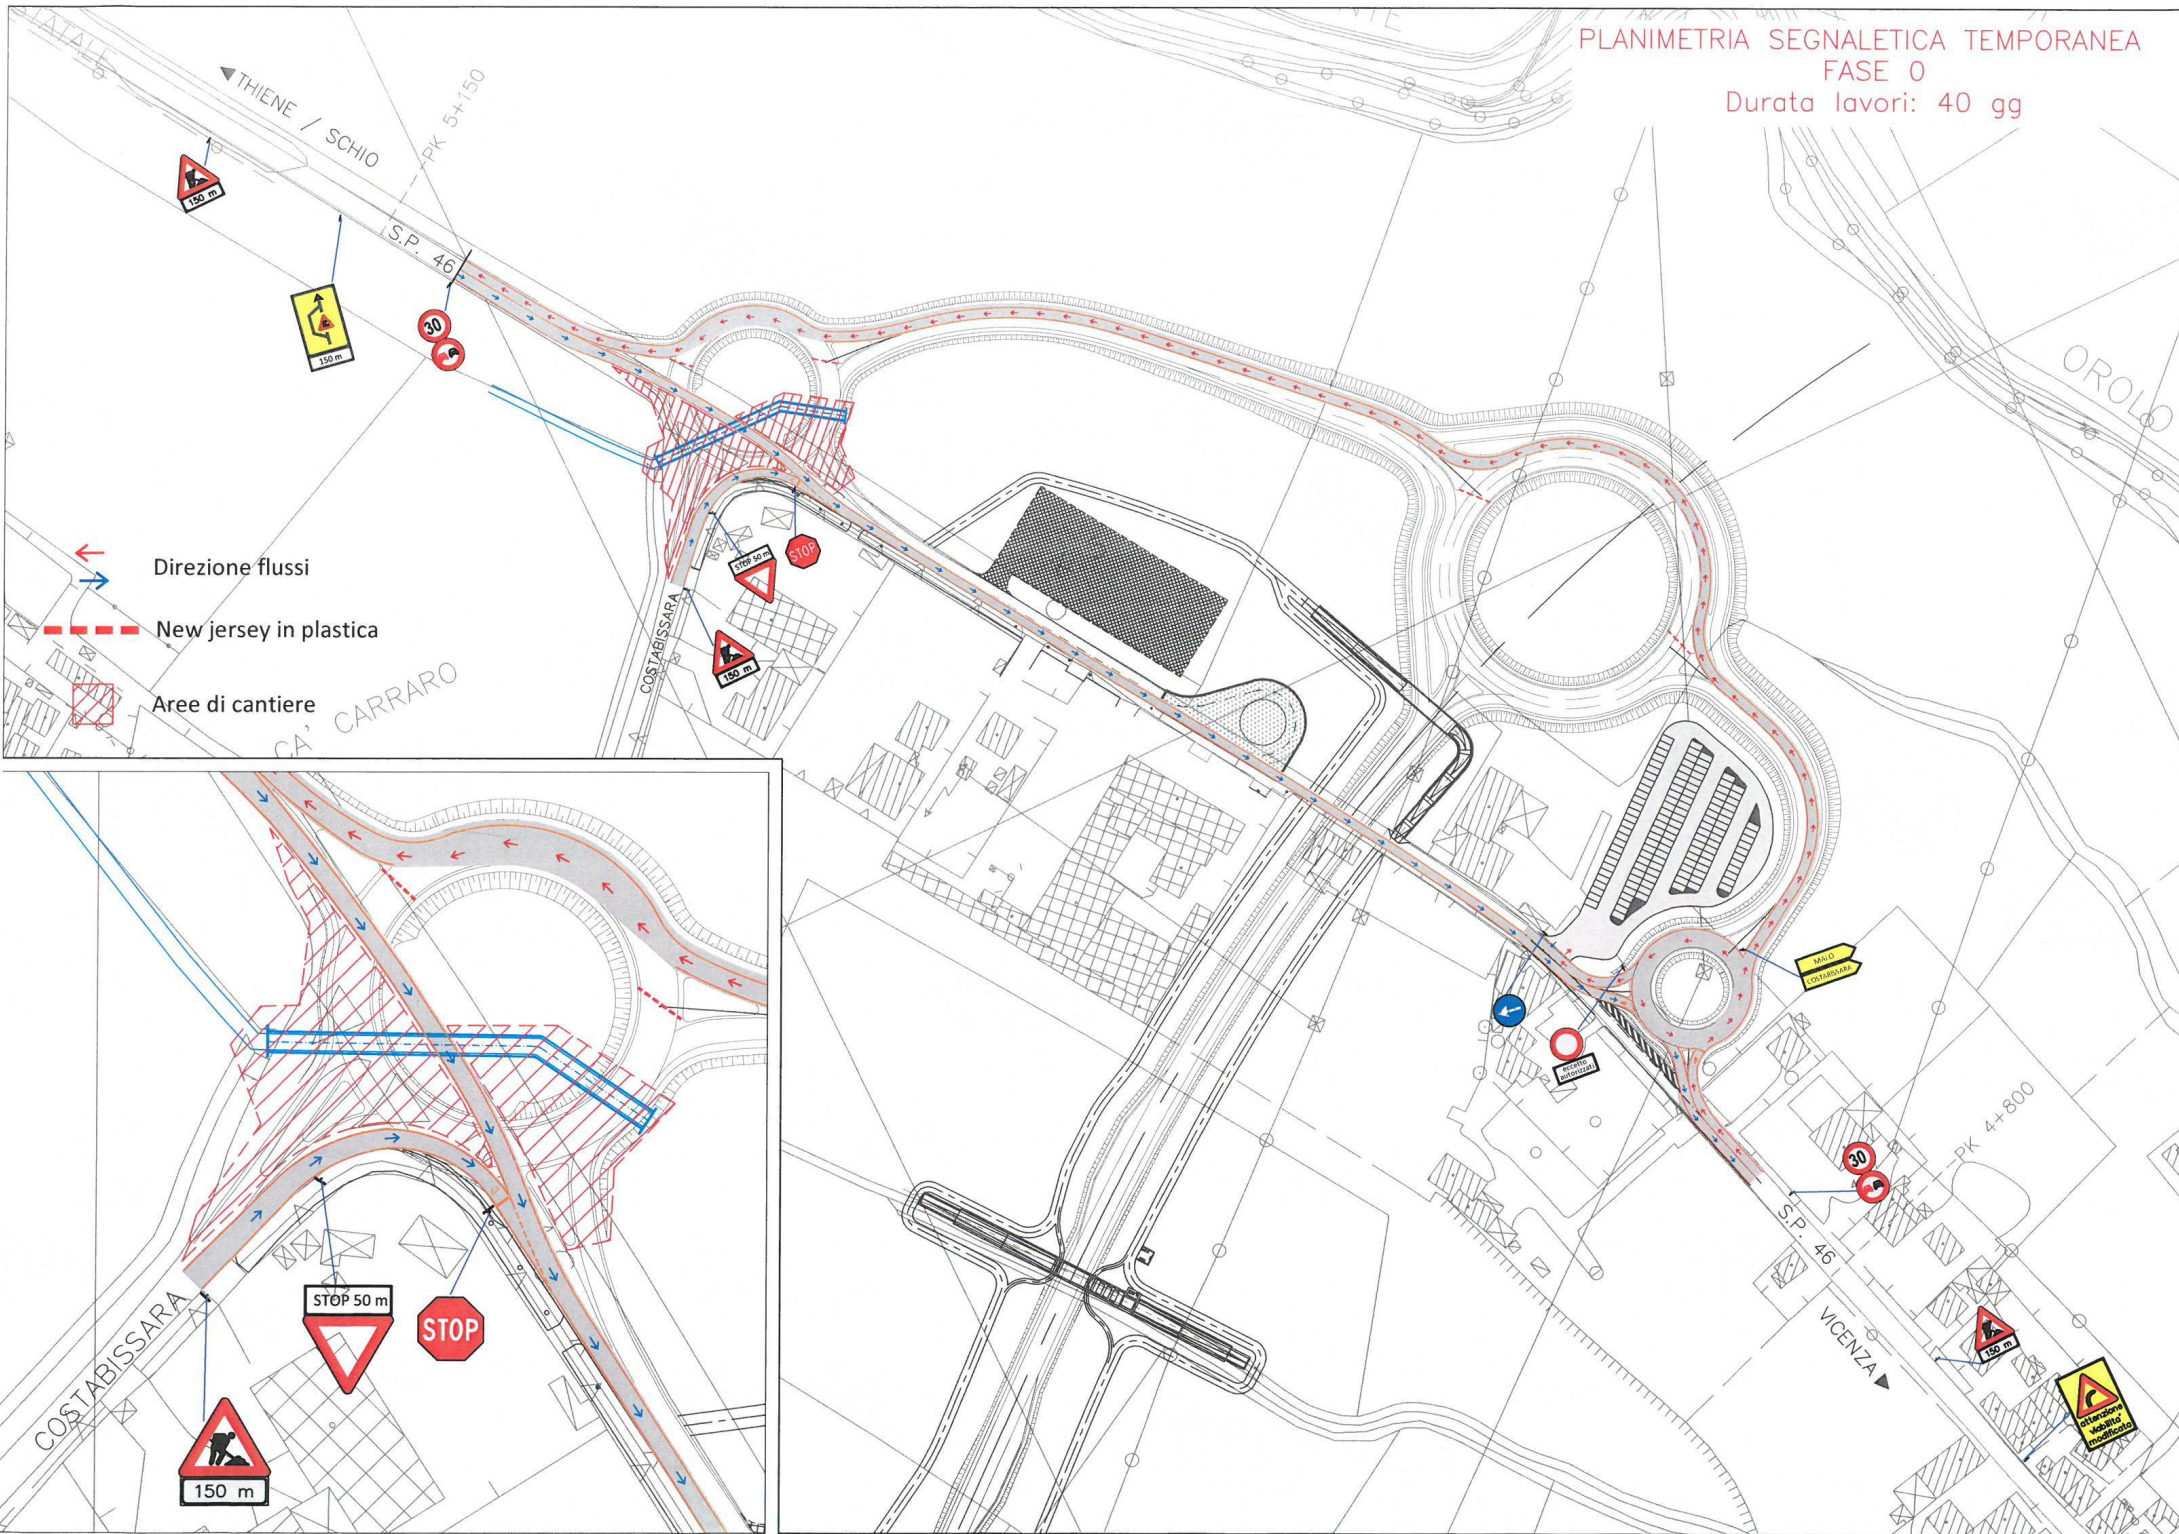 PLANIMETRIA SEGNALETICA TEMPORANEA
FASE 0
Durata lavori: 40 gg
THIENE / SCHIO
PK 5+150
S.P. 46
150 m
150 m
30
STOP 50 m
STOP
150 m
COSTABISSARA
OROLO
Direzione flussi
New jersey in plastica
Aree di cantiere
CA' CARRARO
MALO
COSTABISSARA
eccetto
autorizzati
30
PK 4+800
S.P. 46
VICENZA
150 m
attenzione
viabilita'
modificata
STOP 50 m
STOP
COSTABISSARA
150 m